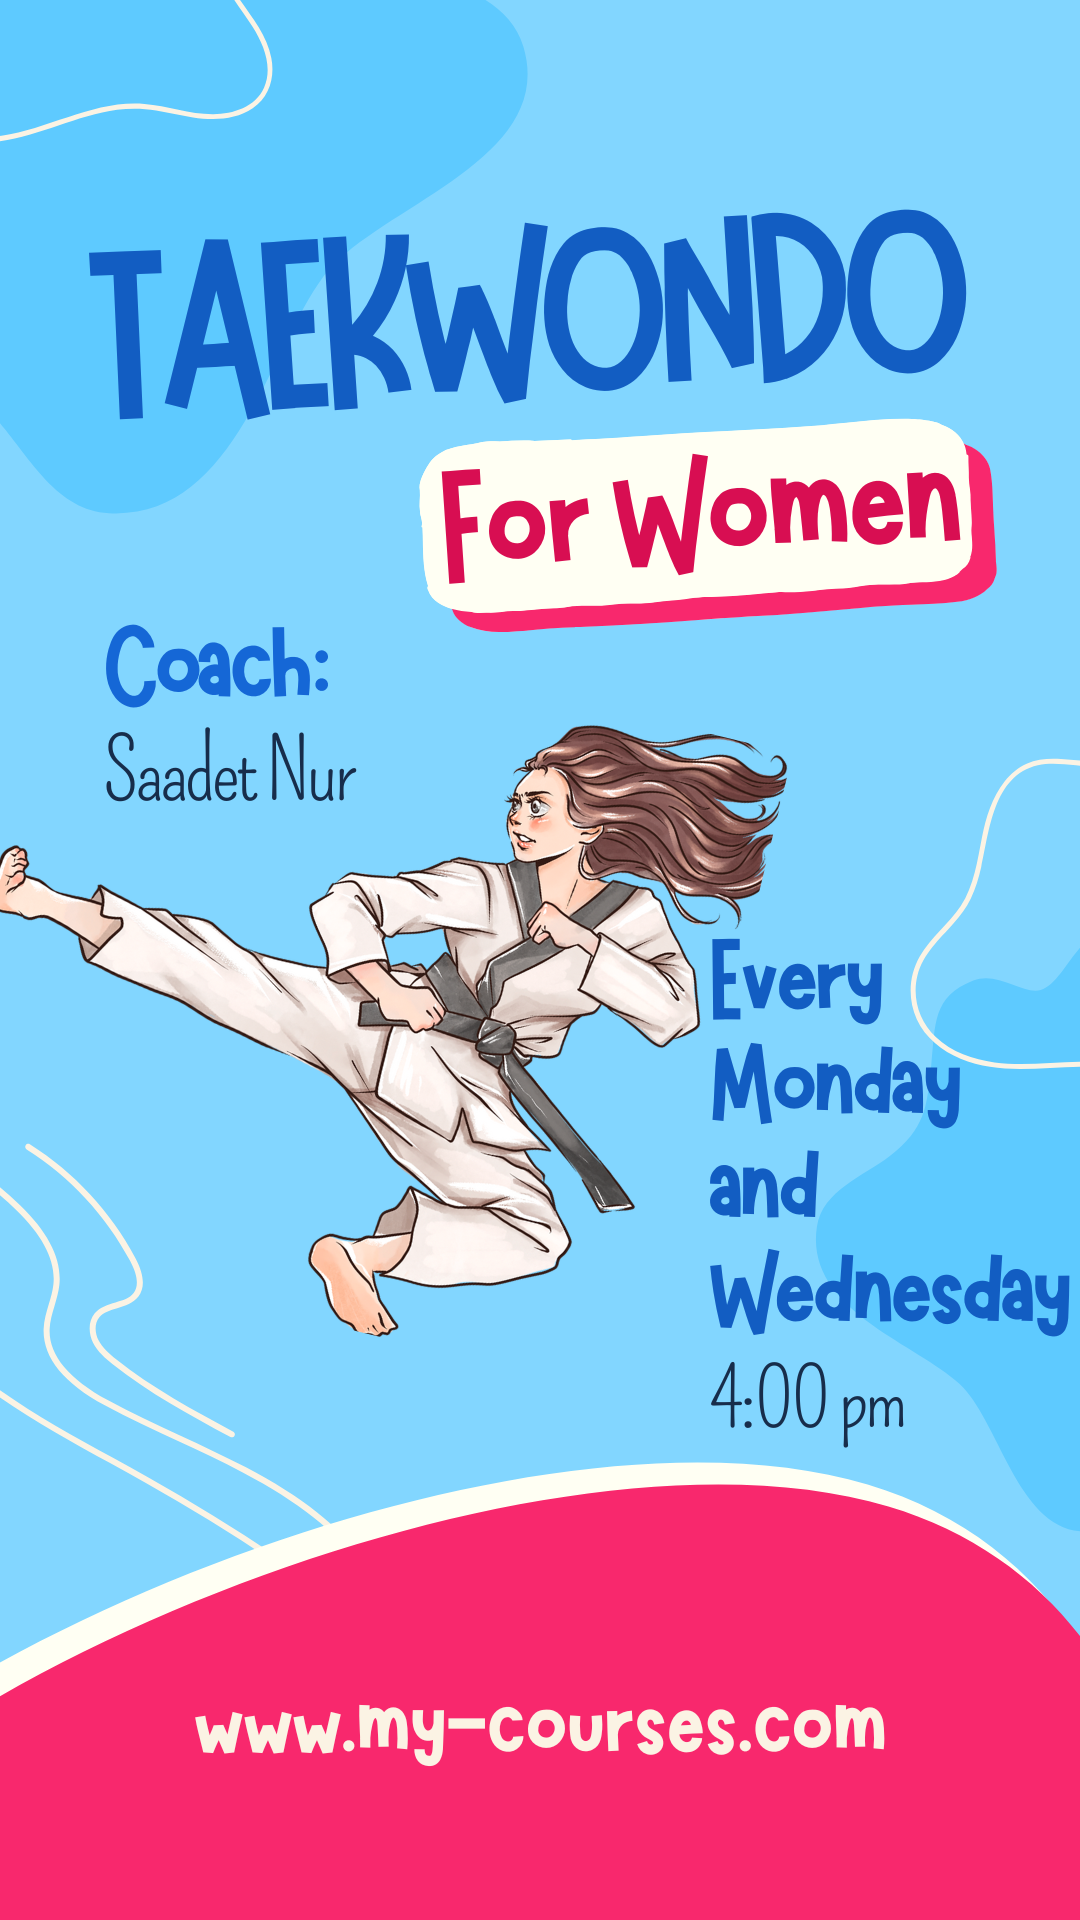 TAEKWONDO
For Women
Coach:
Saadet Nur
Every
Monday
and
Wednesday
4:00 pm
www.my-courses.com